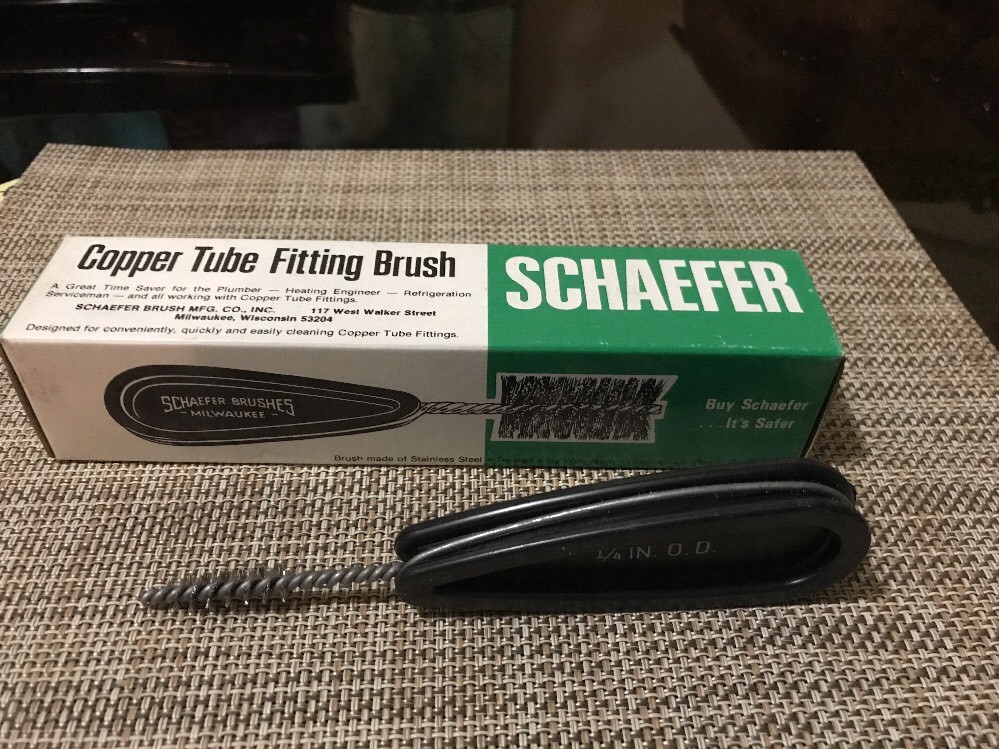 Copper Tube Fitting Brush
A Great Time Saver for the Plumber — Heating Engineer — Refrigeration
Serviceman — and all working with Copper Tube Fittings.
SCHAEFER BRUSH MFG. CO., INC. 117 West Walker Street
Milwaukee, Wisconsin 53204
Designed for conveniently, quickly and easily cleaning Copper Tube Fittings.
SCHAEFER
SCHAEFER BRUSHES
- MILWAUKEE -
Buy Schaefer
...It's Safer
Brush made of Stainless Steel
1/4 IN. O.D.